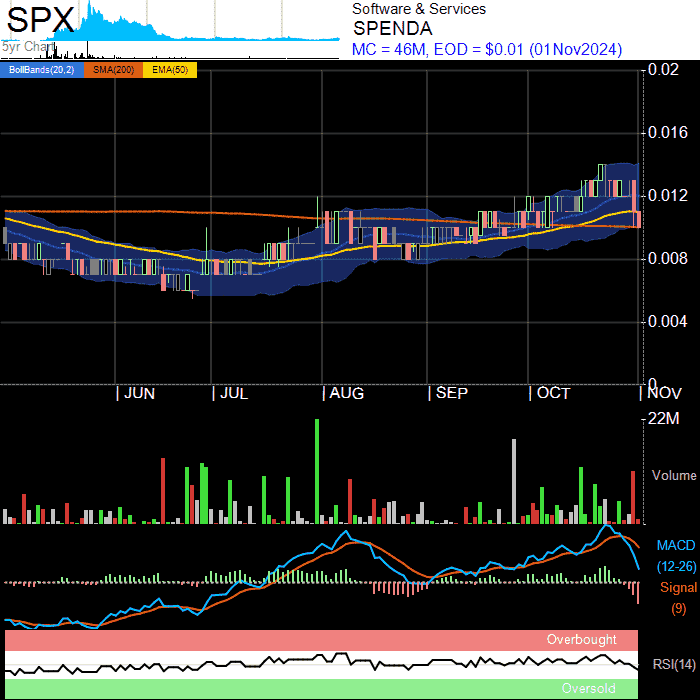 SPX
5yr Chart
Software & Services
SPENDA
MC = 46M, EOD = $0.01 (01Nov2024)
BollBands(20,2) SMA(200) EMA(50)
0.02
0.016
0.012
0.008
0.004
0
JUN JUL AUG SEP OCT NOV
22M
Volume
MACD
(12-26)
Signal
(9)
Overbought
RSI(14)
Oversold